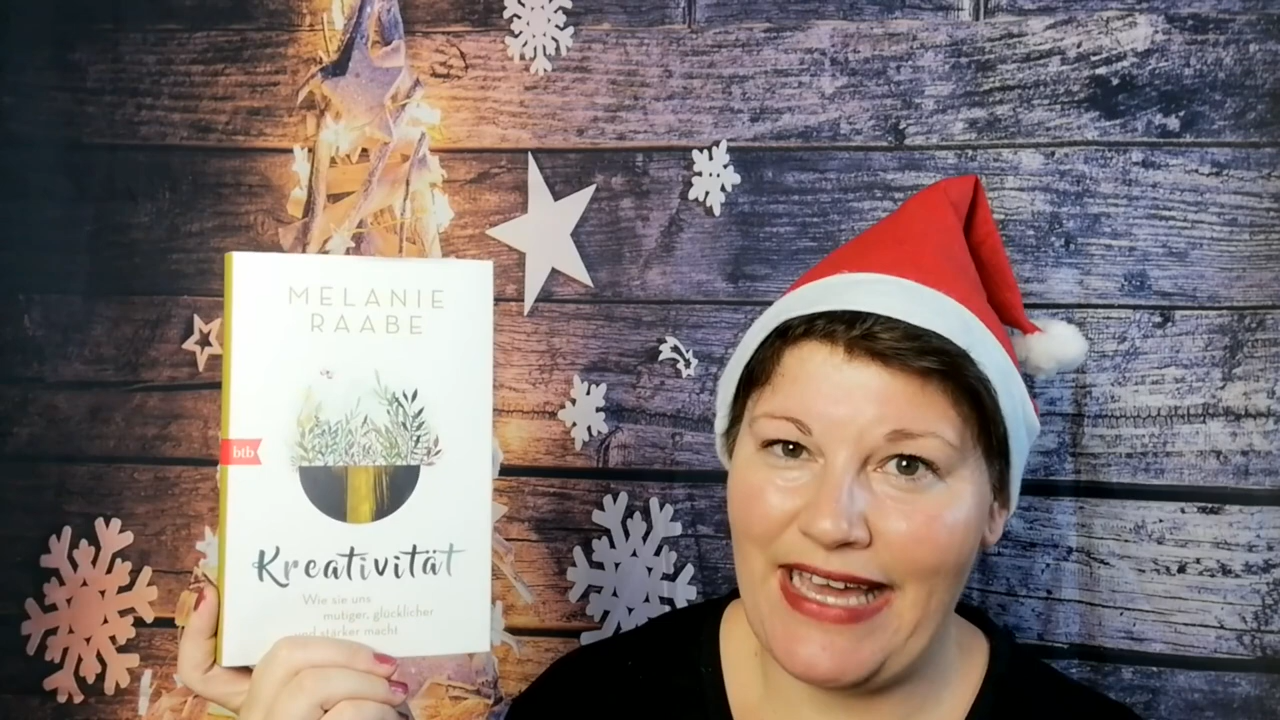 MELANIE
RAABE
btb
Kreativität
Wie sie uns
mutiger, glücklicher
und stärker macht